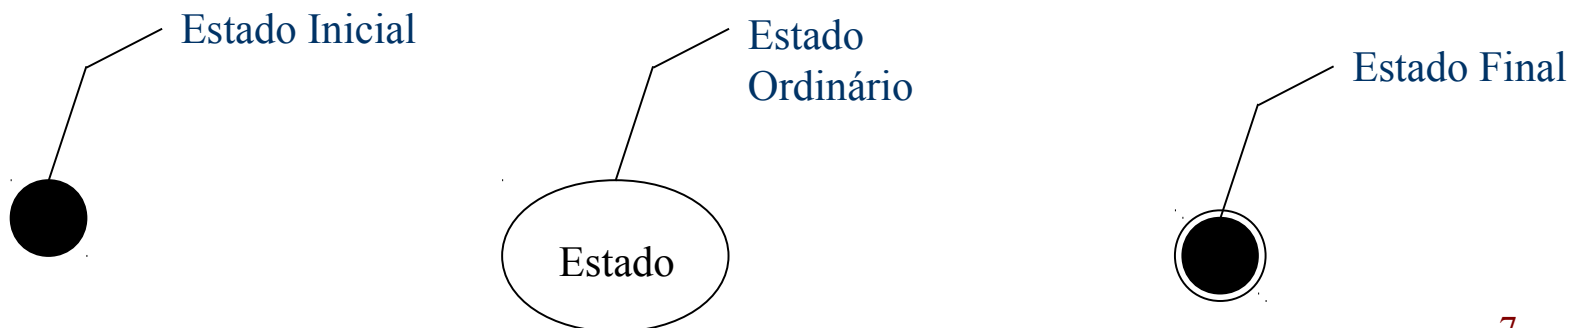 Estado Inicial
Estado
Ordinário
Estado Final
Estado
7